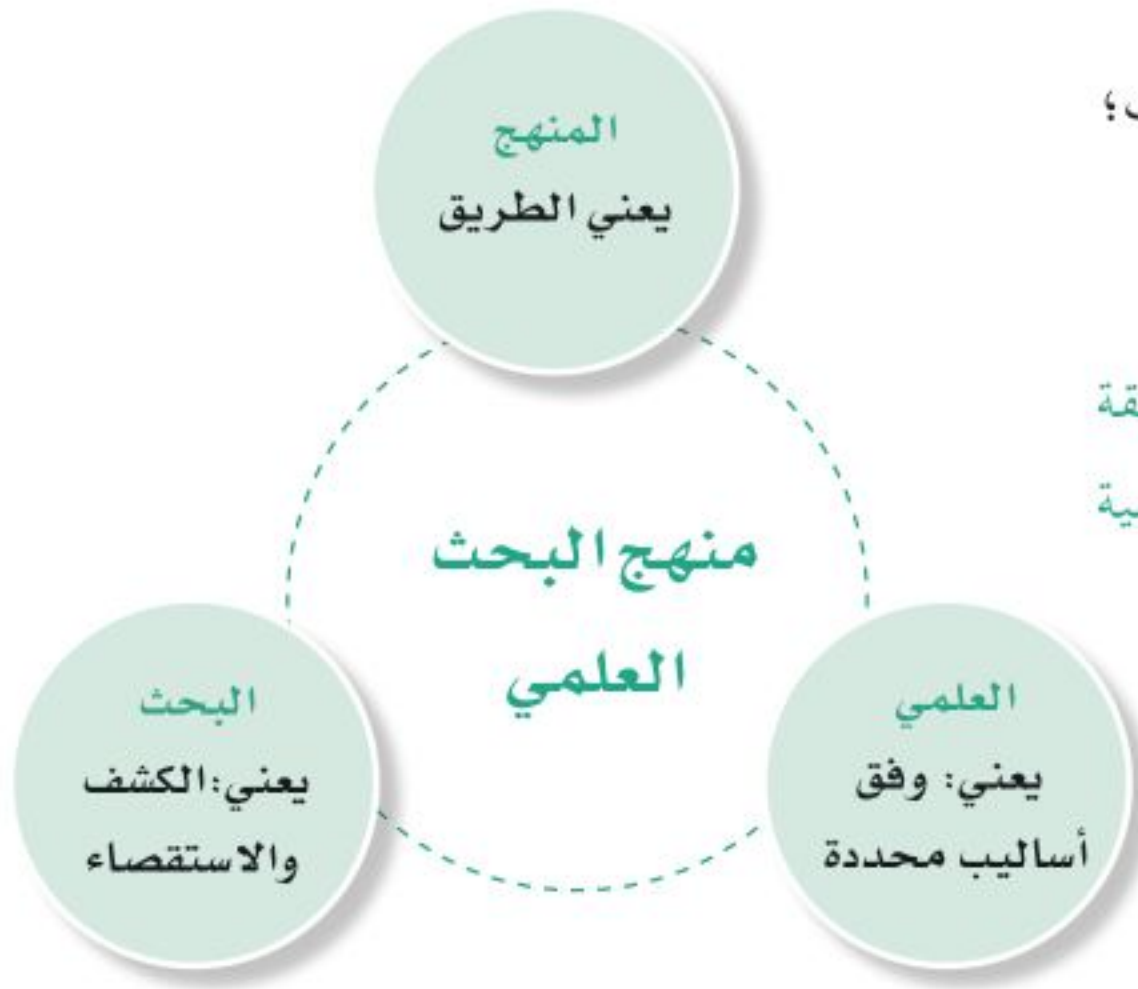 المنهج
يعني الطريق
منهج البحث
العلمي
العلمي
يعني: وفق
أساليب محددة
البحث
يعني: الكشف
والاستقصاء